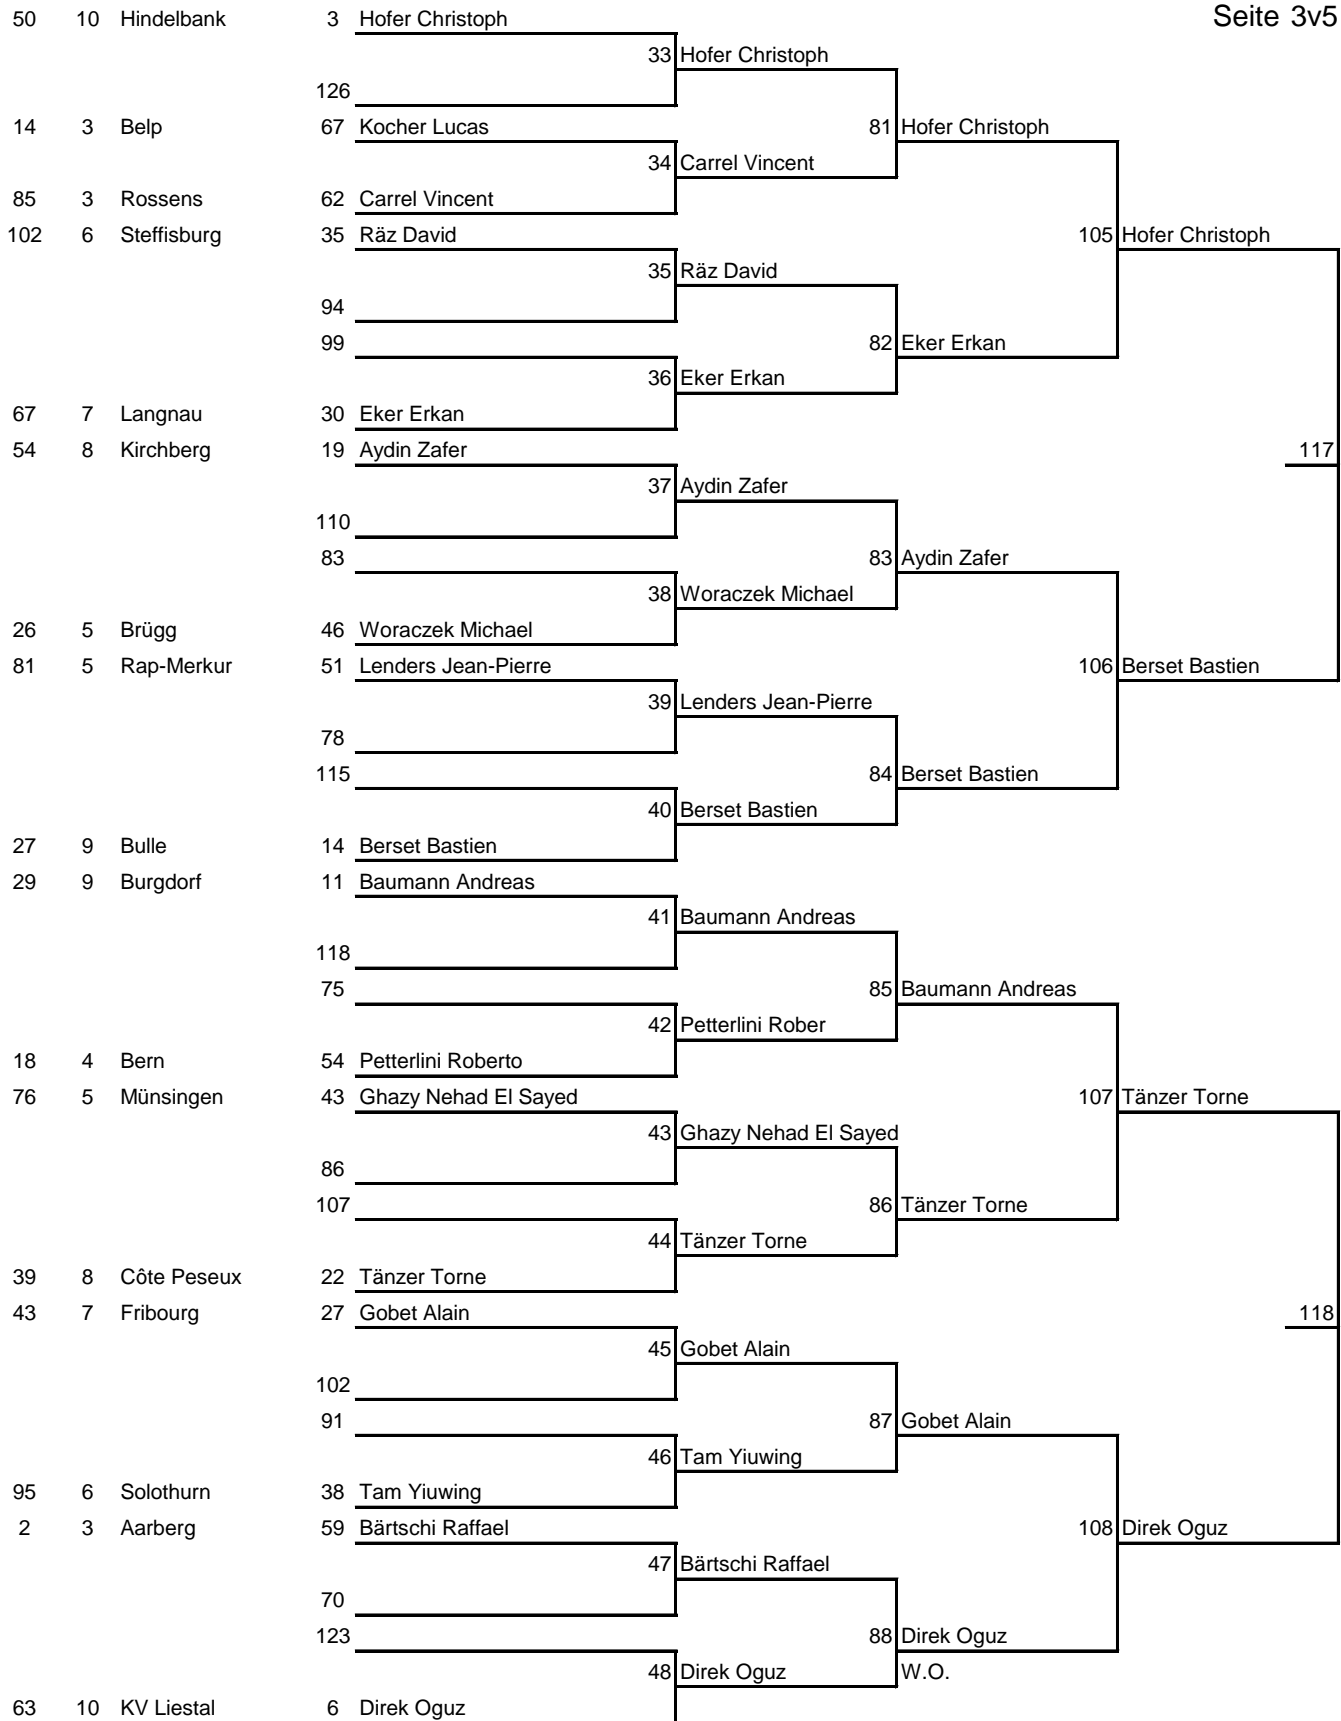 50 10 Hindelbank 3 Hofer Christoph Seite 3v5
33 Hofer Christoph
126
14 3 Belp 67 Kocher Lucas 81 Hofer Christoph
34 Carrel Vincent
85 3 Rossens 62 Carrel Vincent
102 6 Steffisburg 35 Räz David 105 Hofer Christoph
35 Räz David
94
99 82 Eker Erkan
36 Eker Erkan
67 7 Langnau 30 Eker Erkan
54 8 Kirchberg 19 Aydin Zafer 117
37 Aydin Zafer
110
83 83 Aydin Zafer
38 Woraczek Michael
26 5 Brügg 46 Woraczek Michael
81 5 Rap-Merkur 51 Lenders Jean-Pierre 106 Berset Bastien
39 Lenders Jean-Pierre
78
115 84 Berset Bastien
40 Berset Bastien
27 9 Bulle 14 Berset Bastien
29 9 Burgdorf 11 Baumann Andreas
41 Baumann Andreas
118
75 85 Baumann Andreas
42 Petterlini Rober
18 4 Bern 54 Petterlini Roberto
76 5 Münsingen 43 Ghazy Nehad El Sayed 107 Tänzer Torne
43 Ghazy Nehad El Sayed
86
107 86 Tänzer Torne
44 Tänzer Torne
39 8 Côte Peseux 22 Tänzer Torne
43 7 Fribourg 27 Gobet Alain 118
45 Gobet Alain
102
91 87 Gobet Alain
46 Tam Yiuwing
95 6 Solothurn 38 Tam Yiuwing
2 3 Aarberg 59 Bärtschi Raffael 108 Direk Oguz
47 Bärtschi Raffael
70
123 88 Direk Oguz
48 Direk Oguz W.O.
63 10 KV Liestal 6 Direk Oguz